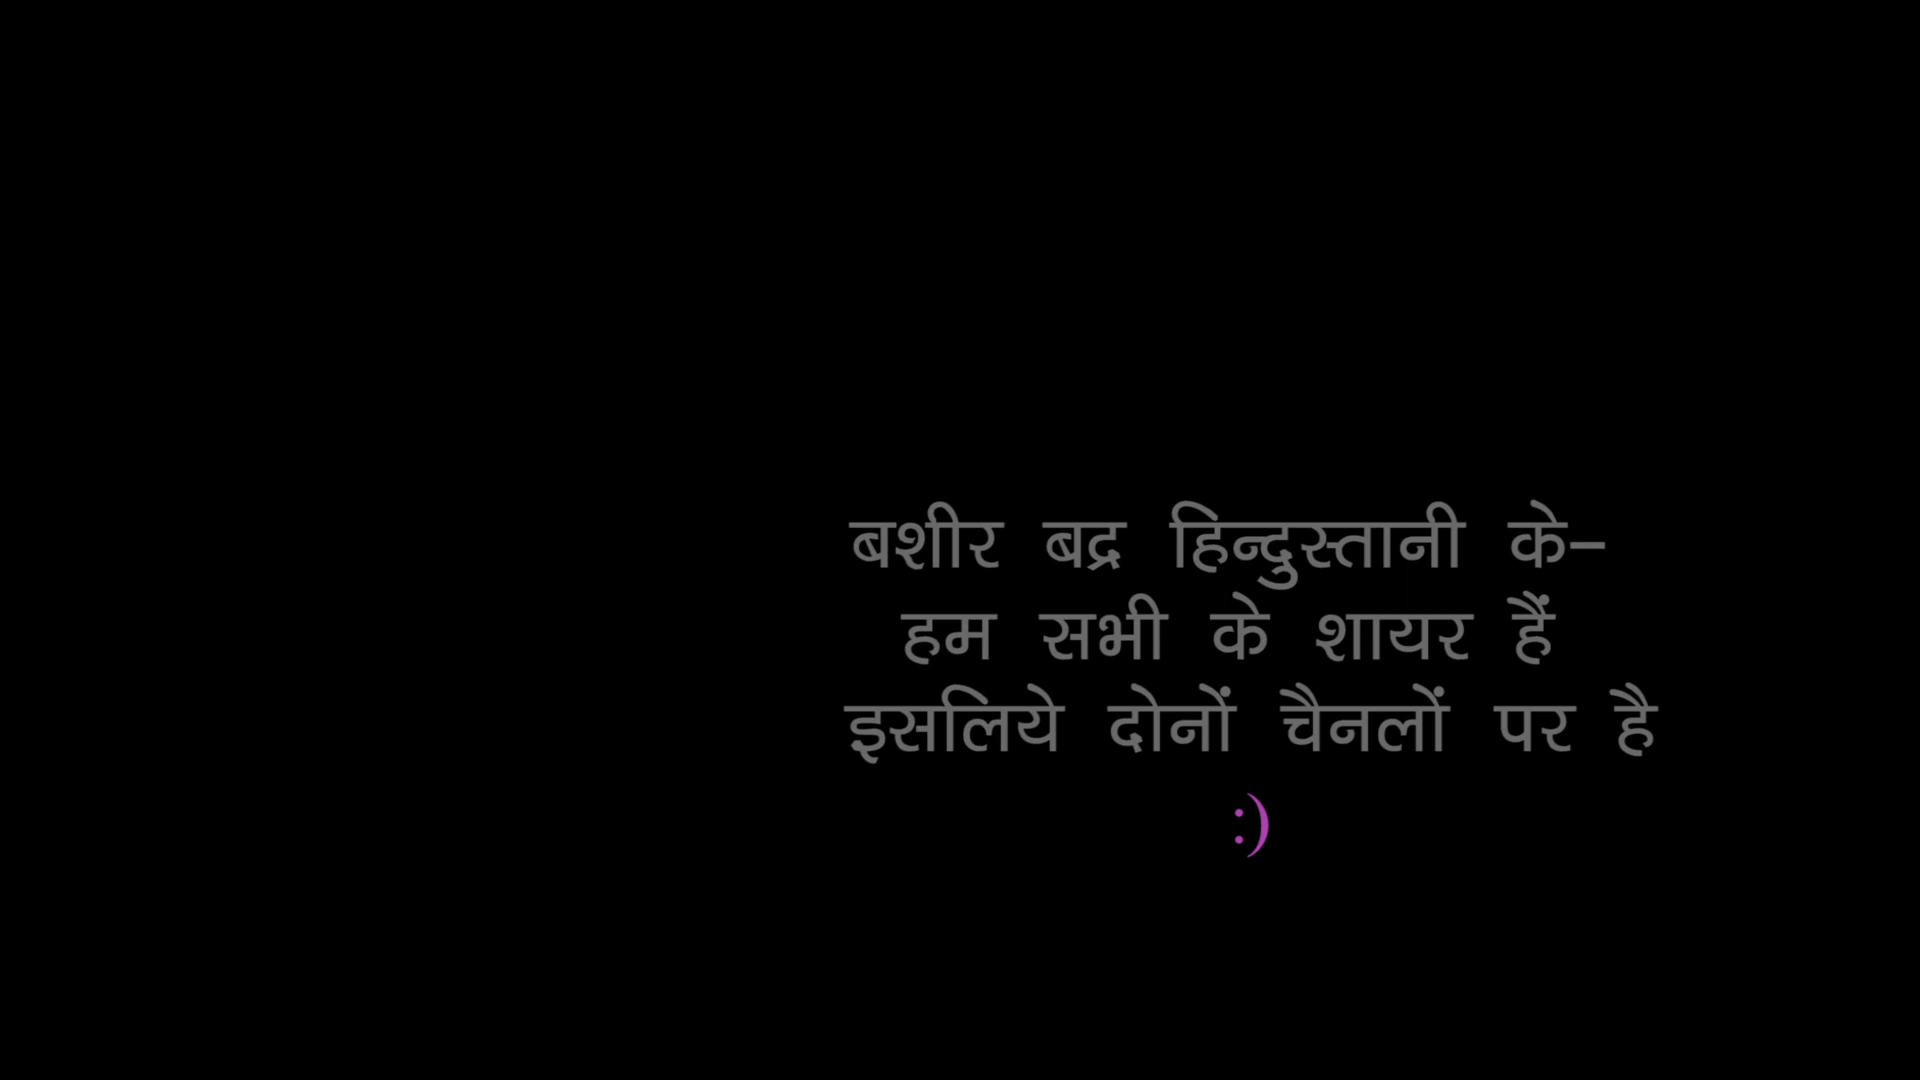 बशीर बद्र हिन्दुस्तानी के–
हम सभी के शायर हैं
इसलिये दोनों चैनलों पर है
:)